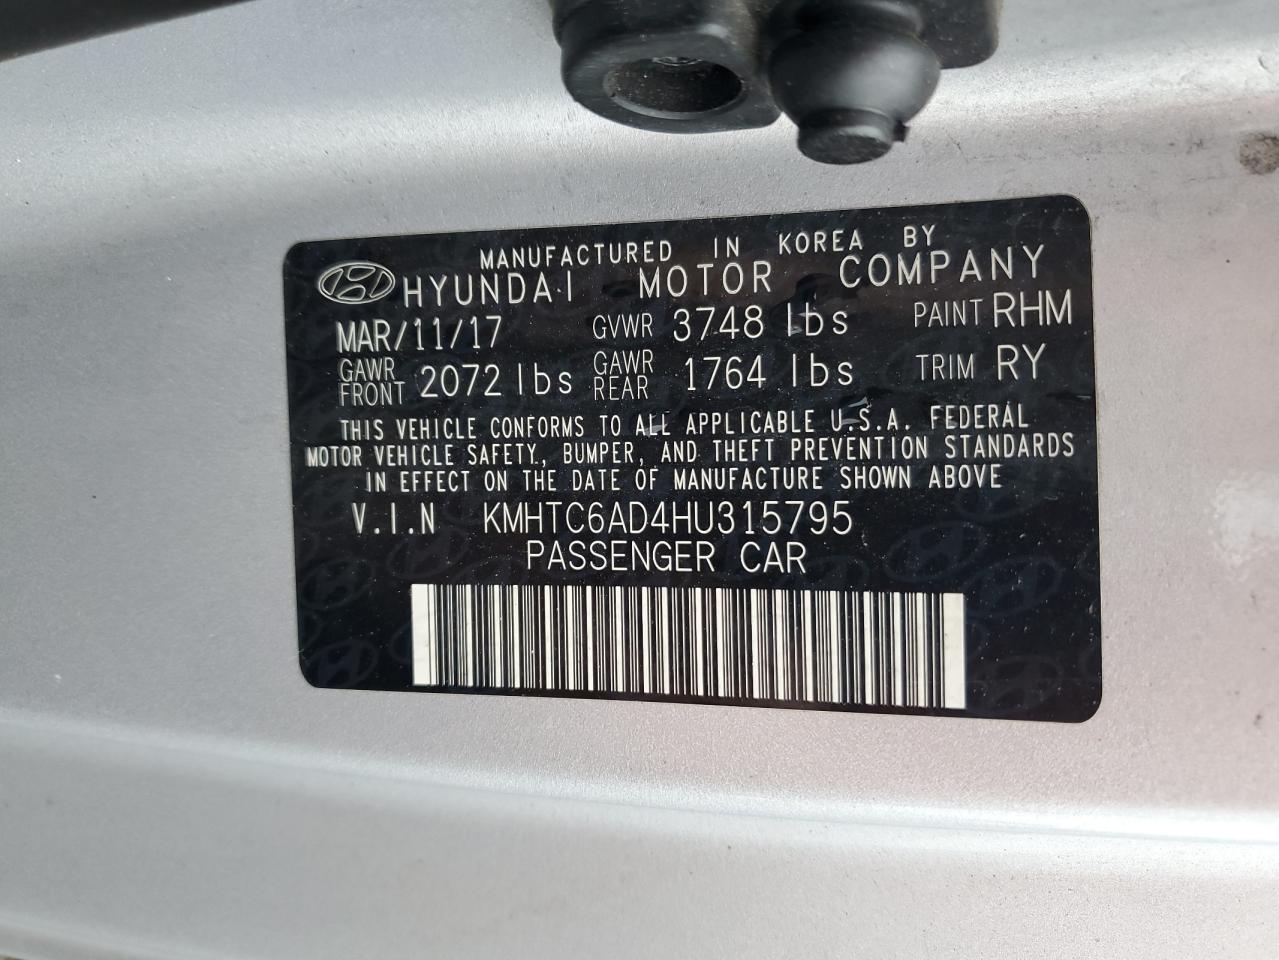 MANUFACTURED IN KOREA BY
HYUNDAI MOTOR COMPANY
MAR/11/17 GVWR 3748 lbs PAINT RHM
GAWR FRONT 2072 lbs GAWR REAR 1764 lbs TRIM RY
THIS VEHICLE CONFORMS TO ALL APPLICABLE U.S.A. FEDERAL
MOTOR VEHICLE SAFETY, BUMPER, AND THEFT PREVENTION STANDARDS
IN EFFECT ON THE DATE OF MANUFACTURE SHOWN ABOVE
V.I.N KMHTC6AD4HU315795
PASSENGER CAR